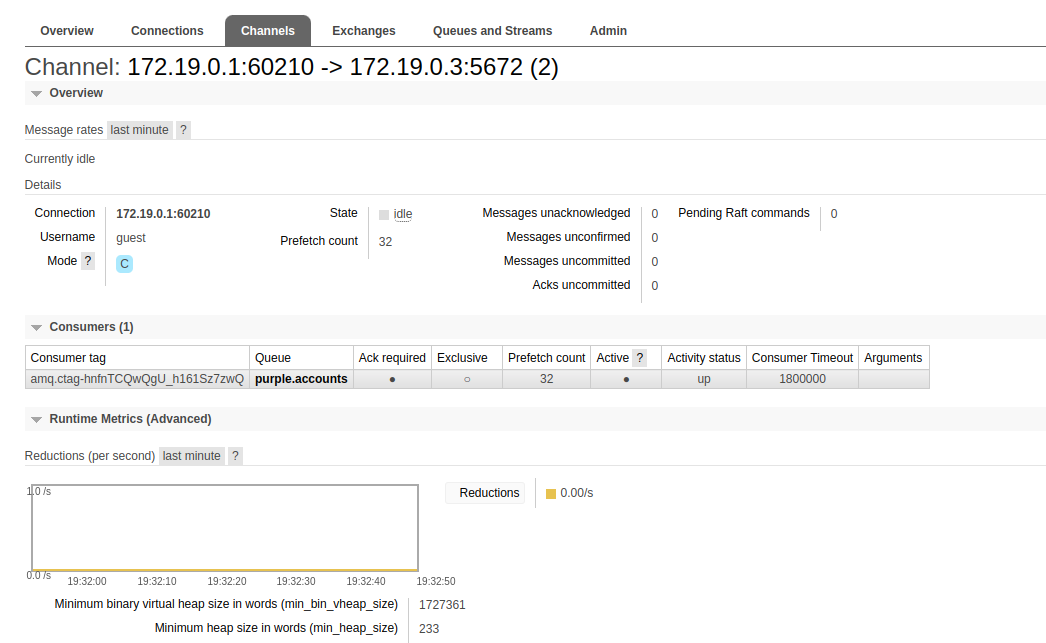 Overview Connections Channels Exchanges Queues and Streams Admin
Channel: 172.19.0.1:60210 -> 172.19.0.3:5672 (2)
Overview
Message rates last minute ?
Currently idle
Details
Connection 172.19.0.1:60210 State idle Messages unacknowledged 0 Pending Raft commands 0
Username guest Prefetch count 32 Messages unconfirmed 0
Mode ? C Messages uncommitted 0
Acks uncommitted 0
Consumers (1)
Consumer tag Queue Ack required Exclusive Prefetch count Active ? Activity status Consumer Timeout Arguments
amq.ctag-hnfnTCQwQgU_h161Sz7zwQ purple.accounts ● ○ 32 ● up 1800000
Runtime Metrics (Advanced)
Reductions (per second) last minute ?
1.0 /s Reductions 0.00/s
0.0 /s
19:32:00 19:32:10 19:32:20 19:32:30 19:32:40 19:32:50
Minimum binary virtual heap size in words (min_bin_vheap_size) 1727361
Minimum heap size in words (min_heap_size) 233